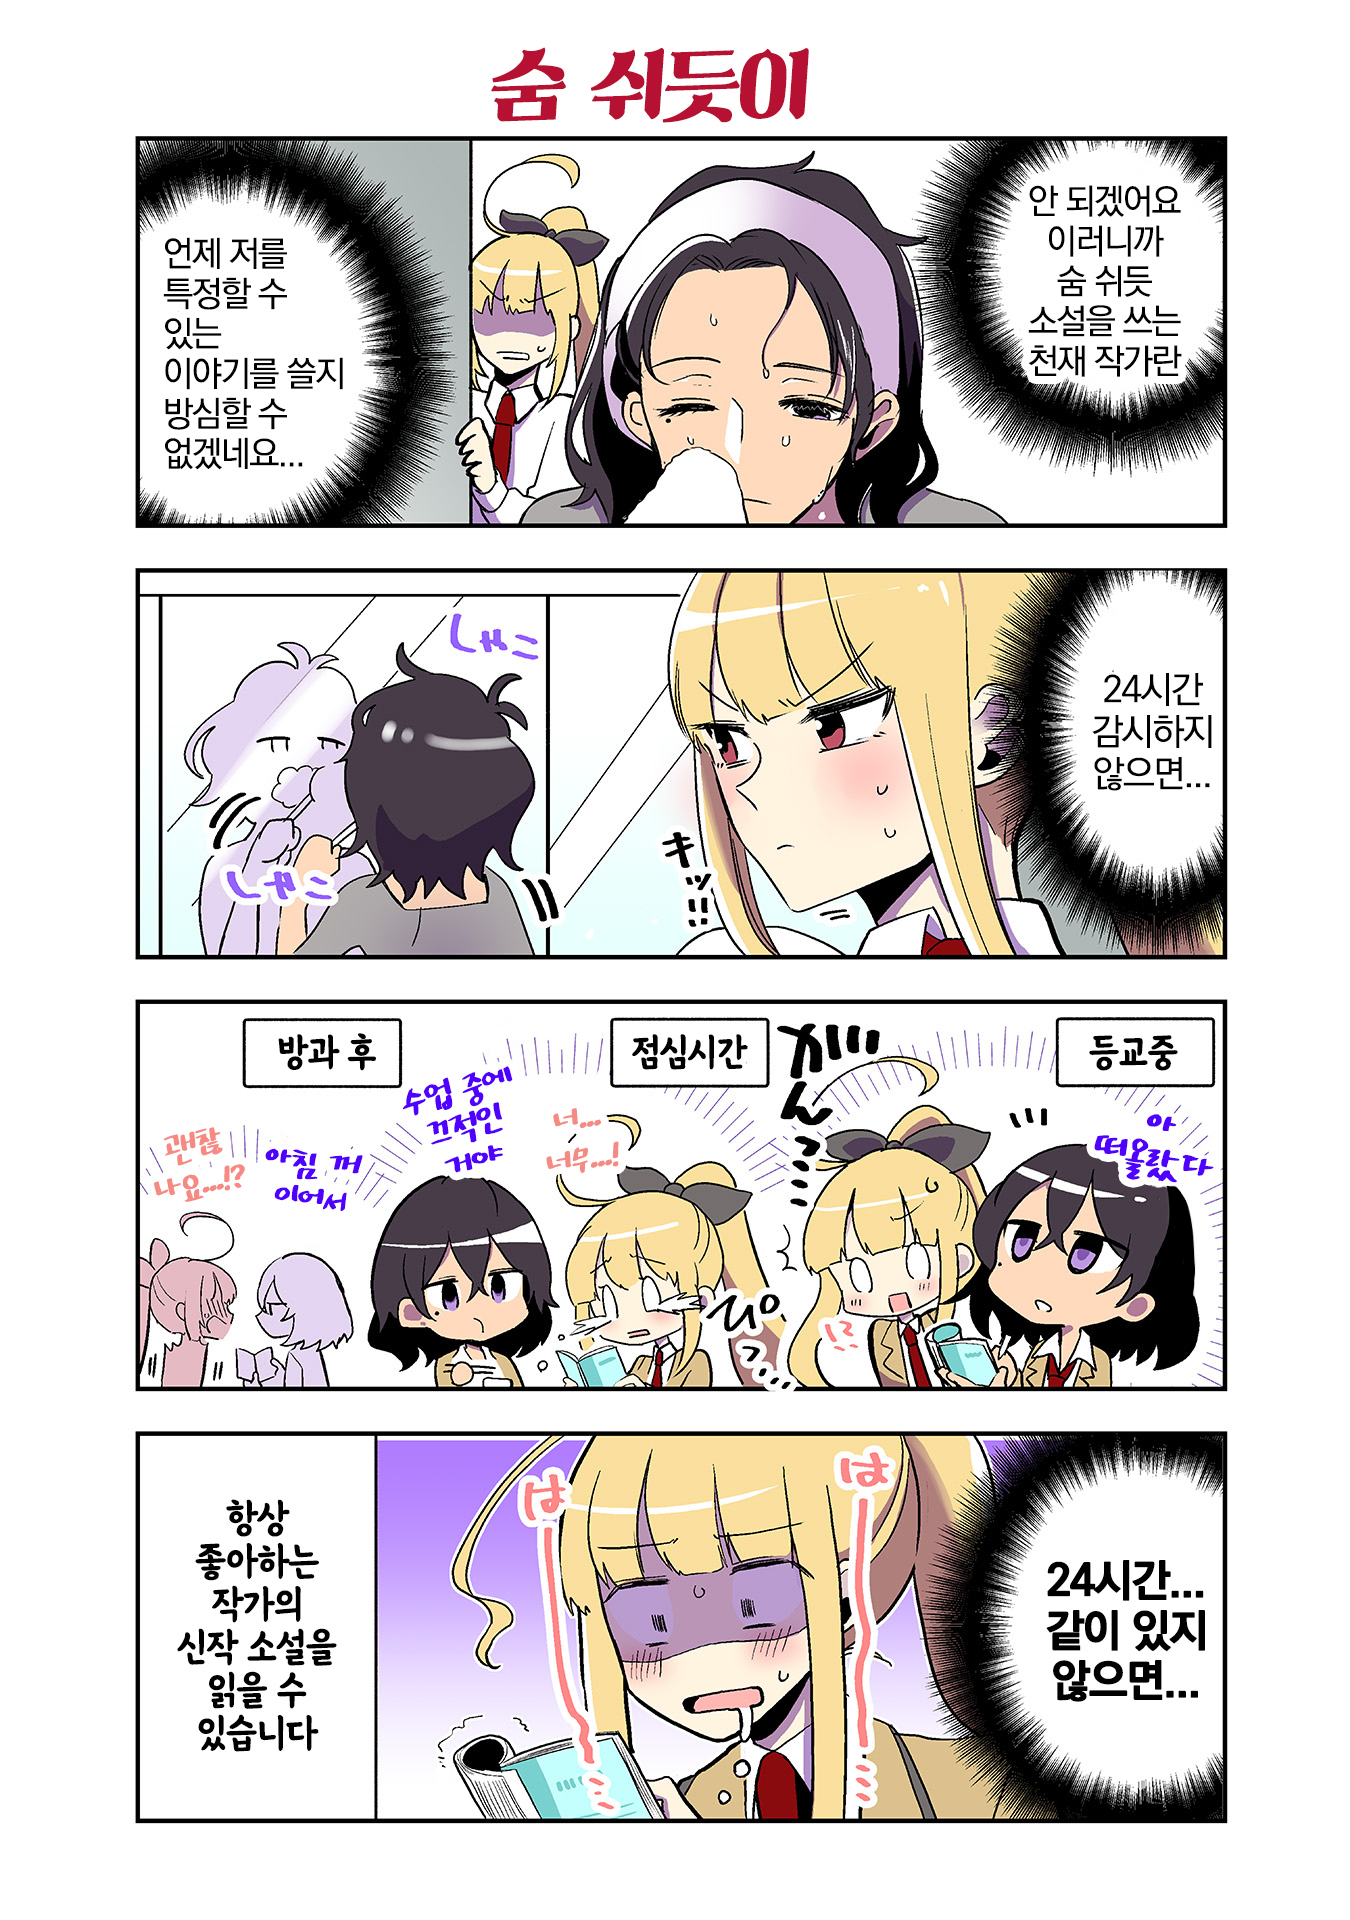 숨 쉬듯이
안 되겠어요
이러니까
숨 쉬듯
소설을 쓰는
천재 작가란
언제 저를
특정할 수
있는
이야기를 쓸지
방심할 수
없겠네요...
24시간
감시하지
않으면...
キッ!!
しゃこ
しゃこ
등교중
아
떠올랐다
!?
がん
점심시간
너...
너무...!
ぴ
수업 중에
끄적인
거야
방과 후
아침 꺼
이어서
괜찮
나요...!?
24시간...
같이 있지
않으면...
は
は
항상
좋아하는
작가의
신작 소설을
읽을 수
있습니다